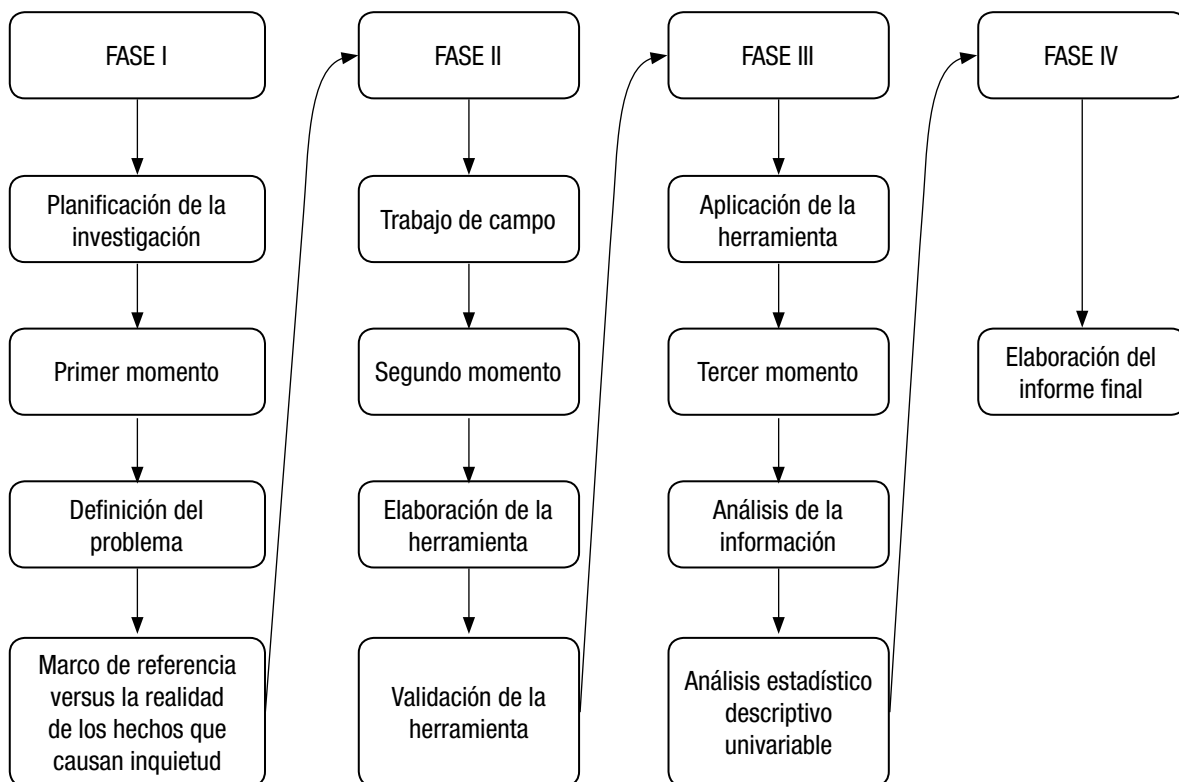 FASE I
Planificación de la
investigación
Primer momento
Definición del
problema
Marco de referencia
versus la realidad
de los hechos que
causan inquietud
FASE II
Trabajo de campo
Segundo momento
Elaboración de la
herramienta
Validación de la
herramienta
FASE III
Aplicación de la
herramienta
Tercer momento
Análisis de la
información
Análisis estadístico
descriptivo
univariable
FASE IV
Elaboración del
informe final